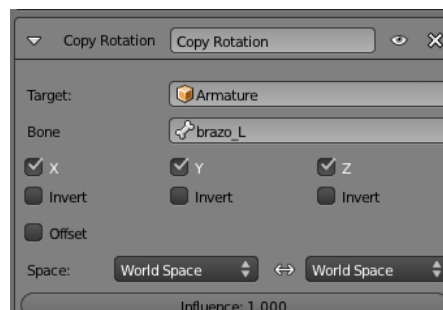 Copy Rotation Copy Rotation
Target: Armature
Bone brazo_L
X Y Z
Invert Invert Invert
Offset
Space: World Space World Space
Influence: 1.000